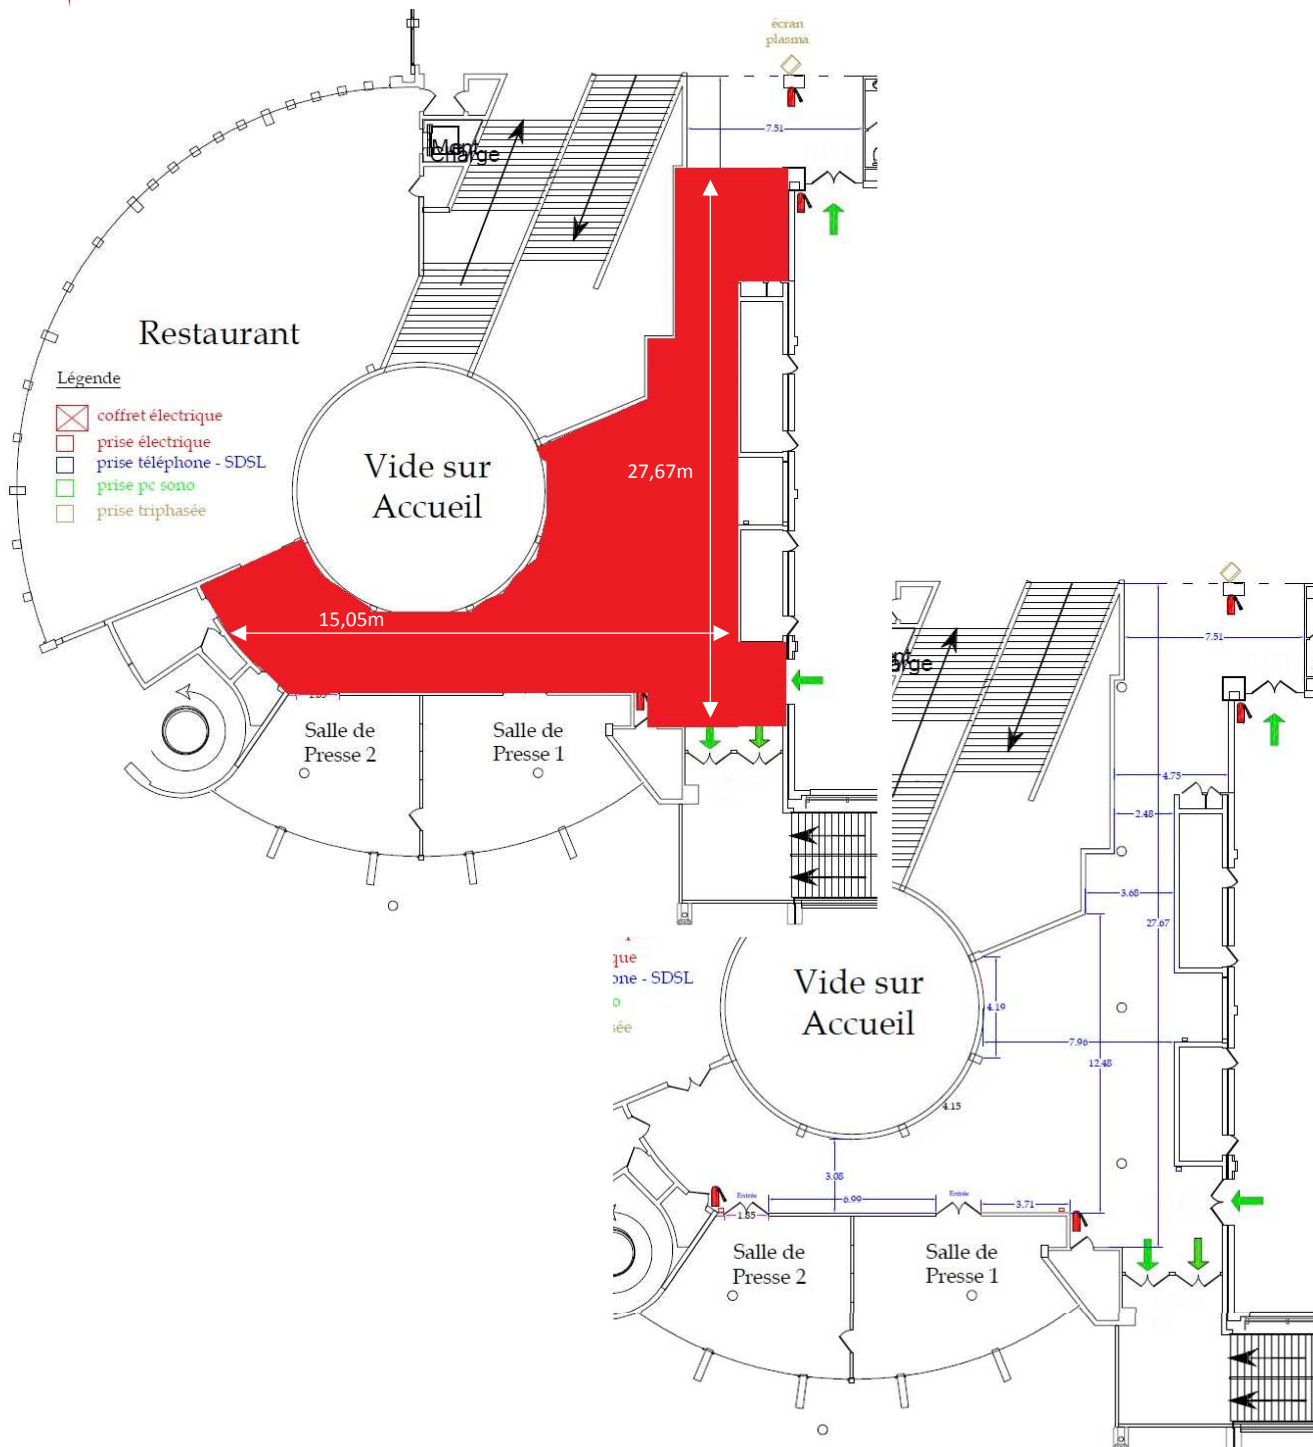 écran
plasma
7.51
Mont
Charge
Restaurant
Légende
coffret électrique
prise électrique
prise téléphone - SDSL
prise pc sono
prise triphasée
Vide sur
Accueil
27,67m
15,05m
Salle de
Presse 2
Salle de
Presse 1
7.51
4.75
2.48
3.68
27.67
que
one - SDSL
o
sée
Vide sur
Accueil
4.19
7.96
12.48
4.15
3.08
Entrée
6.99
Entrée
3.71
1.85
Salle de
Presse 2
Salle de
Presse 1